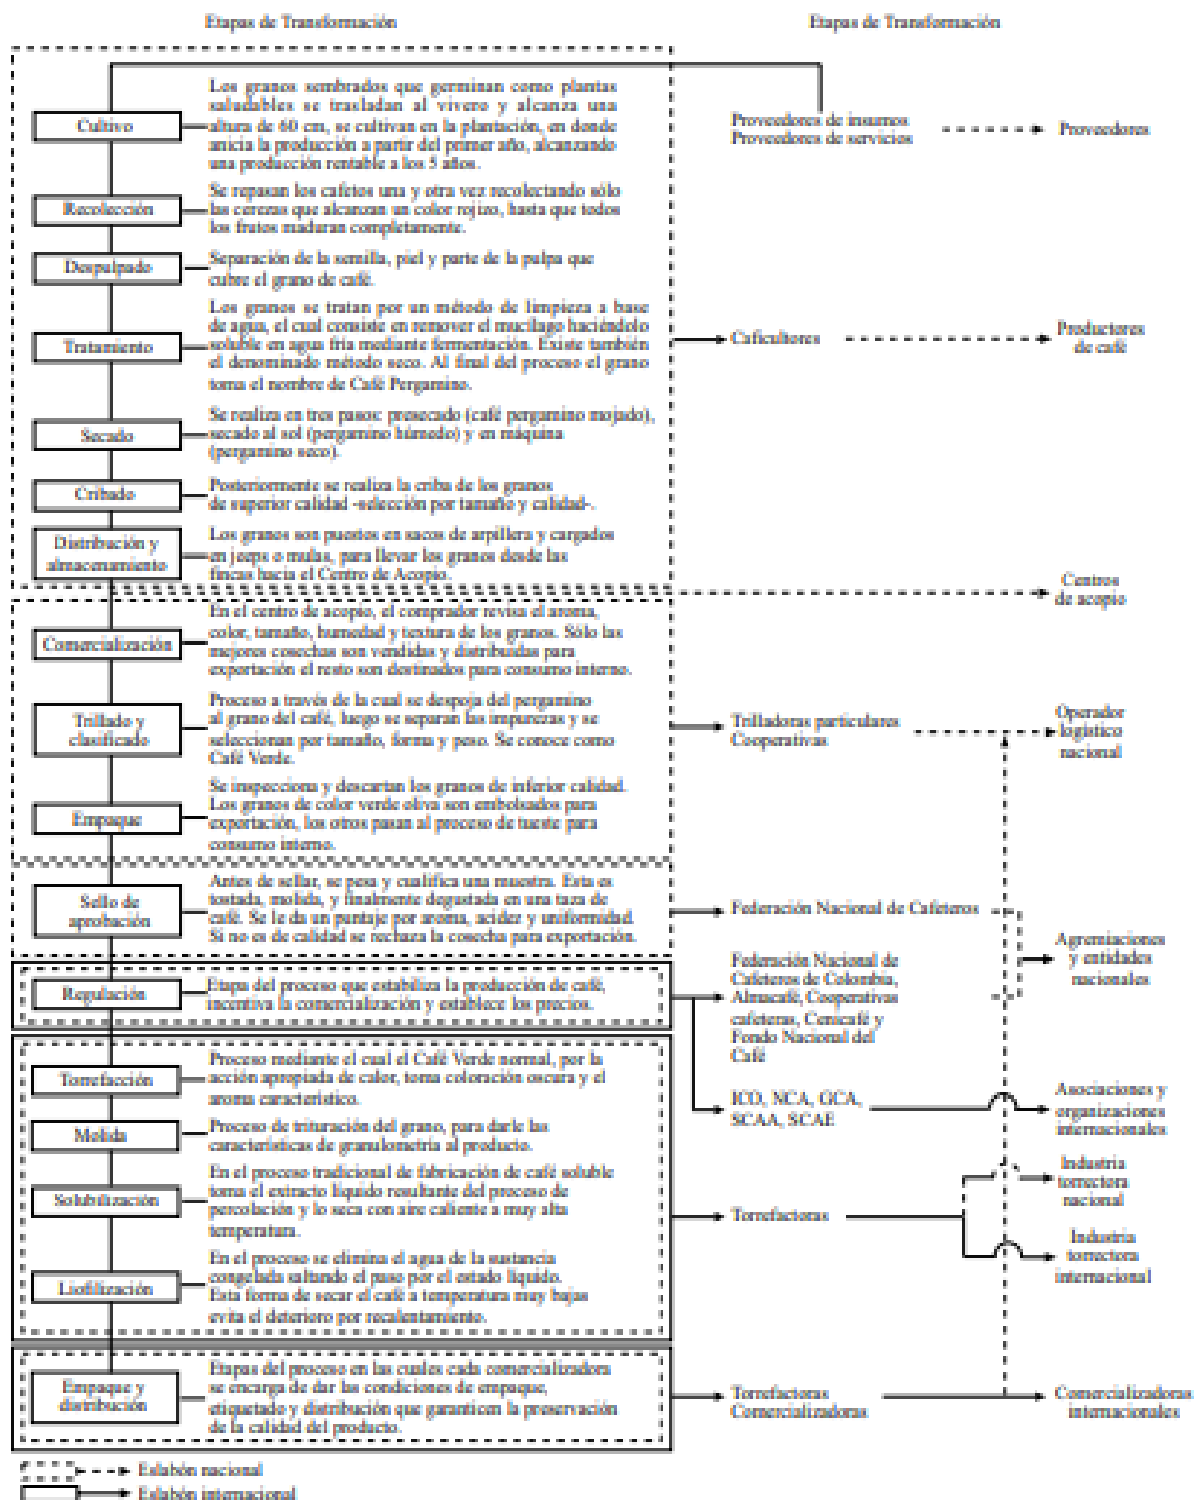 Etapas de Transformación
Etapas de Transformación
Cultivo
Los granos sembrados que germinan como plantas
saludables se trasladan al vivero y alcanza una
altura de 60 cm, se cultivan en la plantación, en donde
anicia la producción a partir del primer año, alcanzando
una producción rentable a los 5 años.
Proveedores de insumos
Proveedores de servicios
Proveedores
Recolección
Se repasan los cafetos una y otra vez recolectando sólo
las cerezas que alcanzan un color rojizo, hasta que todos
los frutos maduran completamente.
Despulpado
Separación de la semilla, piel y parte de la pulpa que
cubre el grano de café.
Tratamiento
Los granos se tratan por un método de limpieza a base
de agua, el cual consiste en remover el mucílago haciéndolo
soluble en agua fría mediante fermentación. Existe también
el denominado método seco. Al final del proceso el grano
toma el nombre de Café Pergamino.
Caficultores
Productores
de café
Secado
Se realiza en tres pasos: presecado (café pergamino mojado),
secado al sol (pergamino húmedo) y en máquina
(pergamino seco).
Cribado
Posteriormente se realiza la criba de los granos
de superior calidad -selección por tamaño y calidad-.
Distribución y
almacenamiento
Los granos son puestos en sacos de arpillera y cargados
en jeeps o mulas, para llevar los granos desde las
fincas hacia el Centro de Acopio.
Centros
de acopio
Comercialización
En el centro de acopio, el comprador revisa el aroma,
color, tamaño, humedad y textura de los granos. Sólo las
mejores cosechas son vendidas y distribuidas para
exportación el resto son destinados para consumo interno.
Trillado y
clasificado
Proceso a través de la cual se despoja del pergamino
al grano del café, luego se separan las impurezas y se
seleccionan por tamaño, forma y peso. Se conoce como
Café Verde.
Trilladoras particulares
Cooperativas
Operador
logístico
nacional
Empaque
Se inspecciona y descartan los granos de inferior calidad.
Los granos de color verde oliva son embolsados para
exportación, los otros pasan al proceso de tueste para
consumo interno.
Sello de
aprobación
Antes de sellar, se pesa y cualifica una muestra. Esta es
tostada, molida, y finalmente degustada en una taza de
café. Se le da un puntaje por aroma, acidez y uniformidad.
Si no es de calidad se rechaza la cosecha para exportación.
Federación Nacional de Cafeteros
Agremiaciones
y entidades
nacionales
Regulación
Etapa del proceso que estabiliza la producción de café,
incentiva la comercialización y establece los precios.
Federación Nacional de
Cafeteros de Colombia,
Almacafé, Cooperativas
cafeteras, Cenicafé y
Fondo Nacional del
Café
Torrefacción
Proceso mediante el cual el Café Verde normal, por la
acción apropiada de calor, toma coloración oscura y el
aroma característico.
ICO, NCA, GCA,
SCAA, SCAE
Asociaciones y
organizaciones
internacionales
Molida
Proceso de trituración del grano, para darle las
características de granulometría al producto.
Solubilización
En el proceso tradicional de fabricación de café soluble
toma el extracto líquido resultante del proceso de
percolación y lo seca con aire caliente a muy alta
temperatura.
Torrefactoras
Industria
torrectora
nacional
Industria
torrectora
internacional
Liofilización
En el proceso se elimina el agua de la sustancia
congelada saltando el paso por el estado líquido.
Esta forma de secar el café a temperatura muy bajas
evita el deterioro por recalentamiento.
Empaque y
distribución
Etapas del proceso en las cuales cada comercializadora
se encarga de dar las condiciones de empaque,
etiquetado y distribución que garanticen la preservación
de la calidad del producto.
Torrefactoras
Comercializadoras
Comercializadoras
internacionales
Eslabón nacional
Eslabón internacional